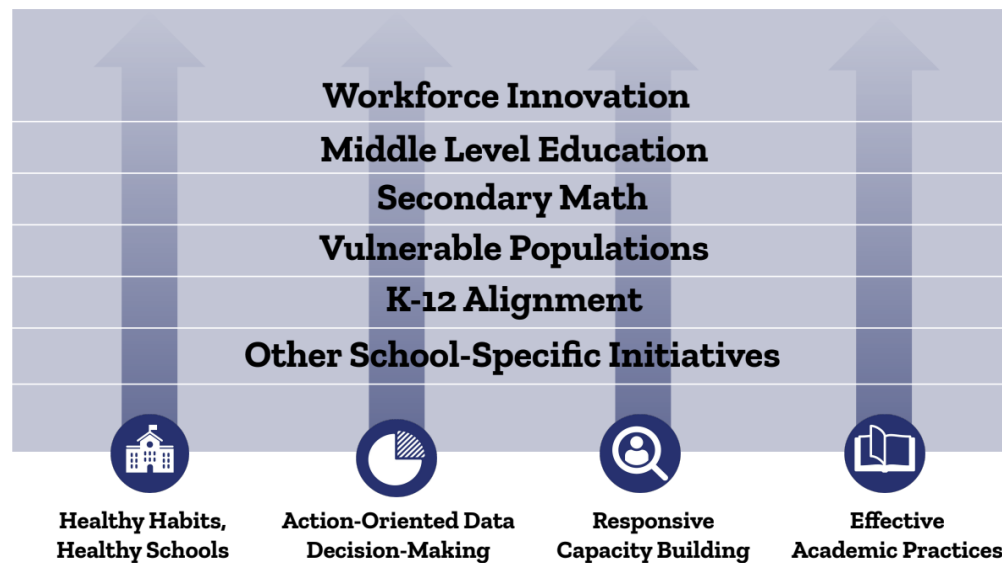 Workforce Innovation
Middle Level Education
Secondary Math
Vulnerable Populations
K-12 Alignment
Other School-Specific Initiatives
Healthy Habits,
Healthy Schools
Action-Oriented Data
Decision-Making
Responsive
Capacity Building
Effective
Academic Practices